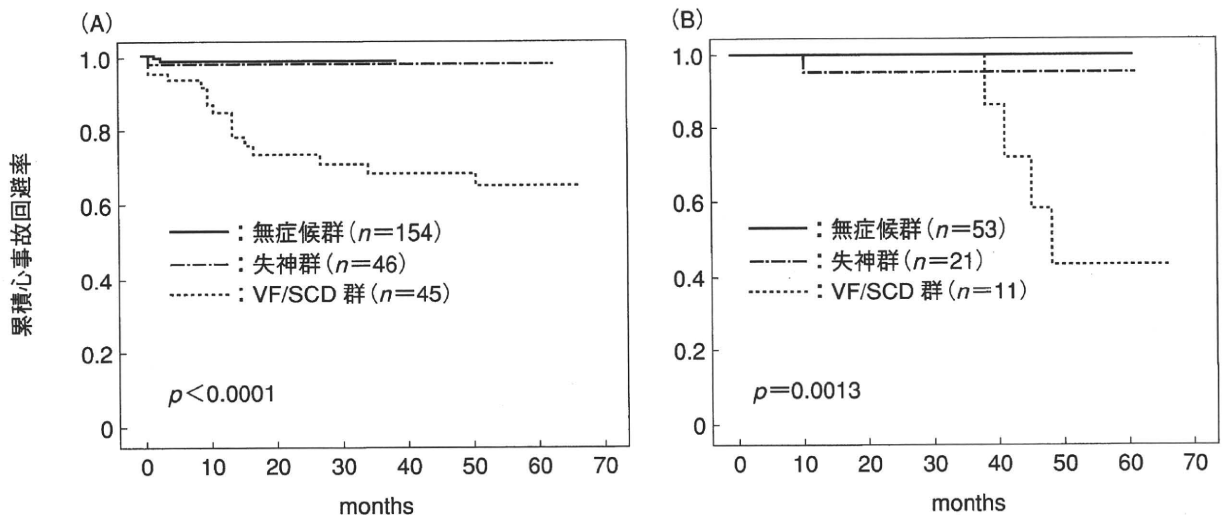 (A)
累積心事故回避率
1.0
0.8
0.6
0.4
0.2
0
：無症候群（n＝154）
：失神群（n＝46）
：VF/SCD 群（n＝45）
p＜0.0001
0 10 20 30 40 50 60 70
months
(B)
1.0
0.8
0.6
0.4
0.2
0
：無症候群（n＝53）
：失神群（n＝21）
：VF/SCD 群（n＝11）
p＝0.0013
0 10 20 30 40 50 60 70
months